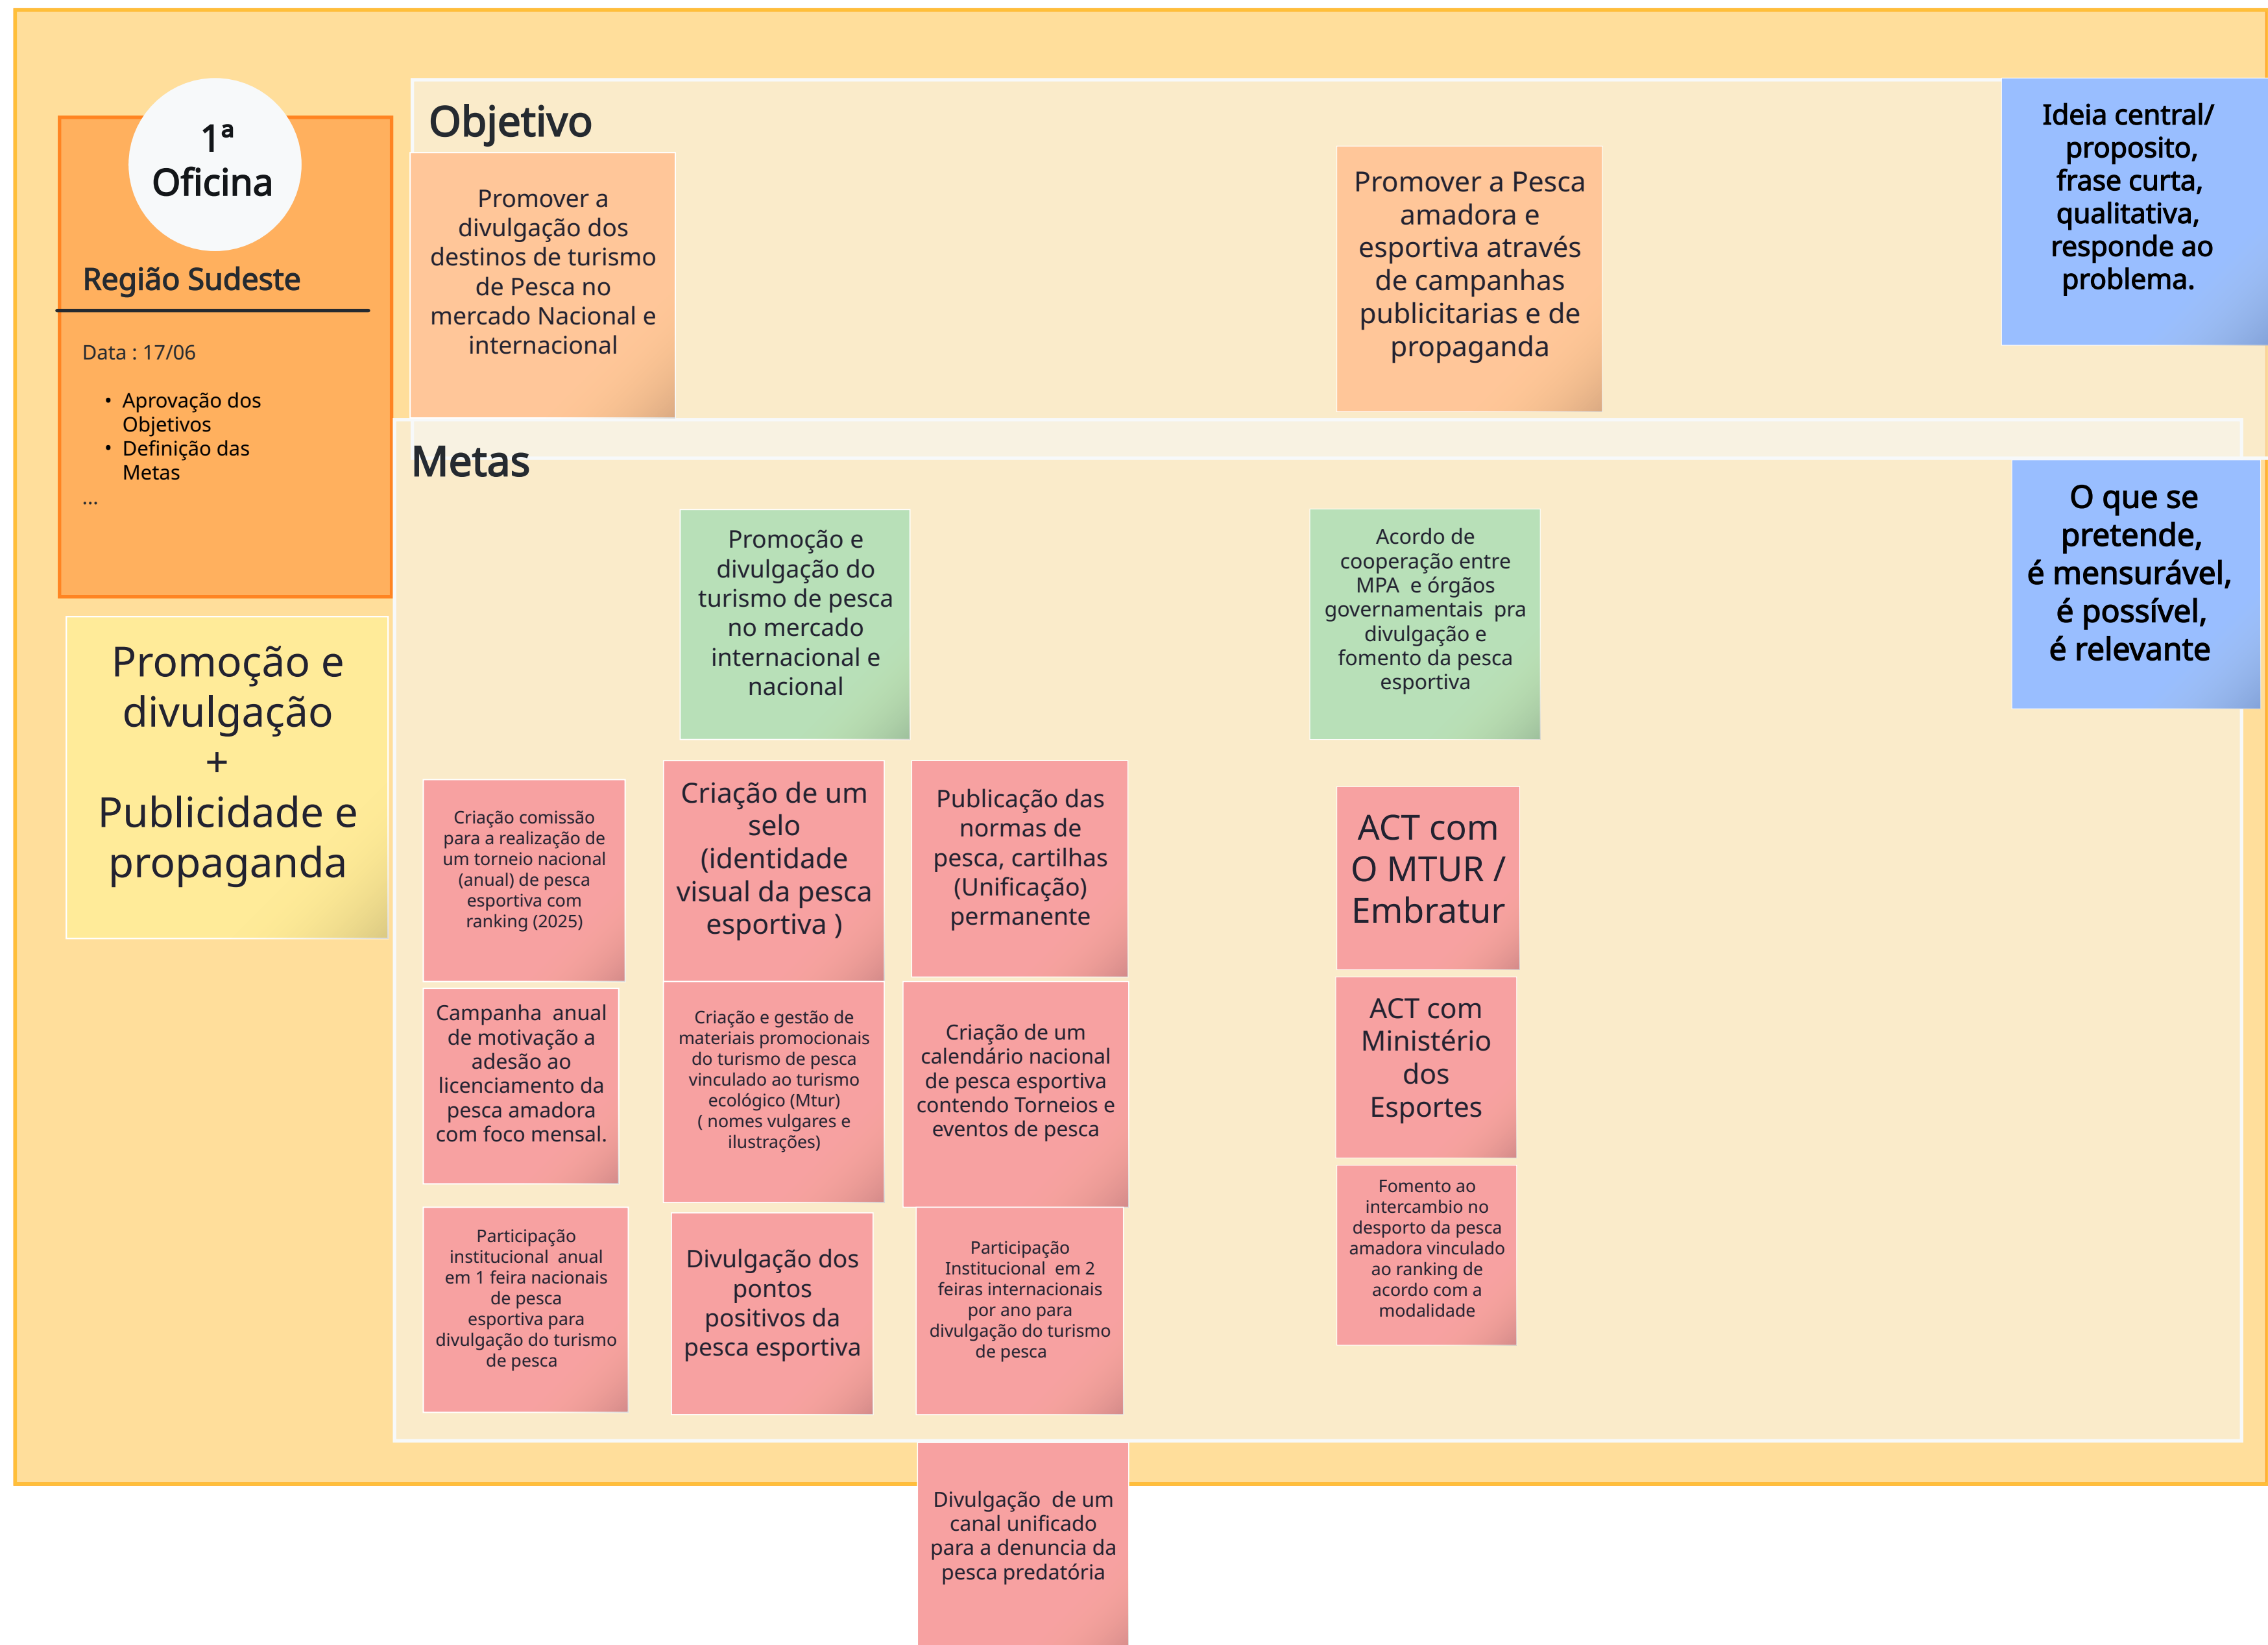 1ª
Oficina
Região Sudeste
Data : 17/06
• Aprovação dos
Objetivos
• Definição das
Metas
...
Promoção e
divulgação
+
Publicidade e
propaganda
Objetivo
Promover a
divulgação dos
destinos de turismo
de Pesca no
mercado Nacional e
internacional
Promover a Pesca
amadora e
esportiva através
de campanhas
publicitarias e de
propaganda
Ideia central/
proposito,
frase curta,
qualitativa,
responde ao
problema.
Metas
Promoção e
divulgação do
turismo de pesca
no mercado
internacional e
nacional
Acordo de
cooperação entre
MPA e órgãos
governamentais pra
divulgação e
fomento da pesca
esportiva
O que se
pretende,
é mensurável,
é possível,
é relevante
Criação comissão
para a realização de
um torneio nacional
(anual) de pesca
esportiva com
ranking (2025)
Criação de um
selo
(identidade
visual da pesca
esportiva )
Publicação das
normas de
pesca, cartilhas
(Unificação)
permanente
ACT com
O MTUR /
Embratur
Campanha anual
de motivação a
adesão ao
licenciamento da
pesca amadora
com foco mensal.
Criação e gestão de
materiais promocionais
do turismo de pesca
vinculado ao turismo
ecológico (Mtur)
( nomes vulgares e
ilustrações)
Criação de um
calendário nacional
de pesca esportiva
contendo Torneios e
eventos de pesca
ACT com
Ministério
dos
Esportes
Participação
institucional anual
em 1 feira nacionais
de pesca
esportiva para
divulgação do turismo
de pesca
Divulgação dos
pontos
positivos da
pesca esportiva
Participação
Institucional em 2
feiras internacionais
por ano para
divulgação do turismo
de pesca
Fomento ao
intercambio no
desporto da pesca
amadora vinculado
ao ranking de
acordo com a
modalidade
Divulgação de um
canal unificado
para a denuncia da
pesca predatória